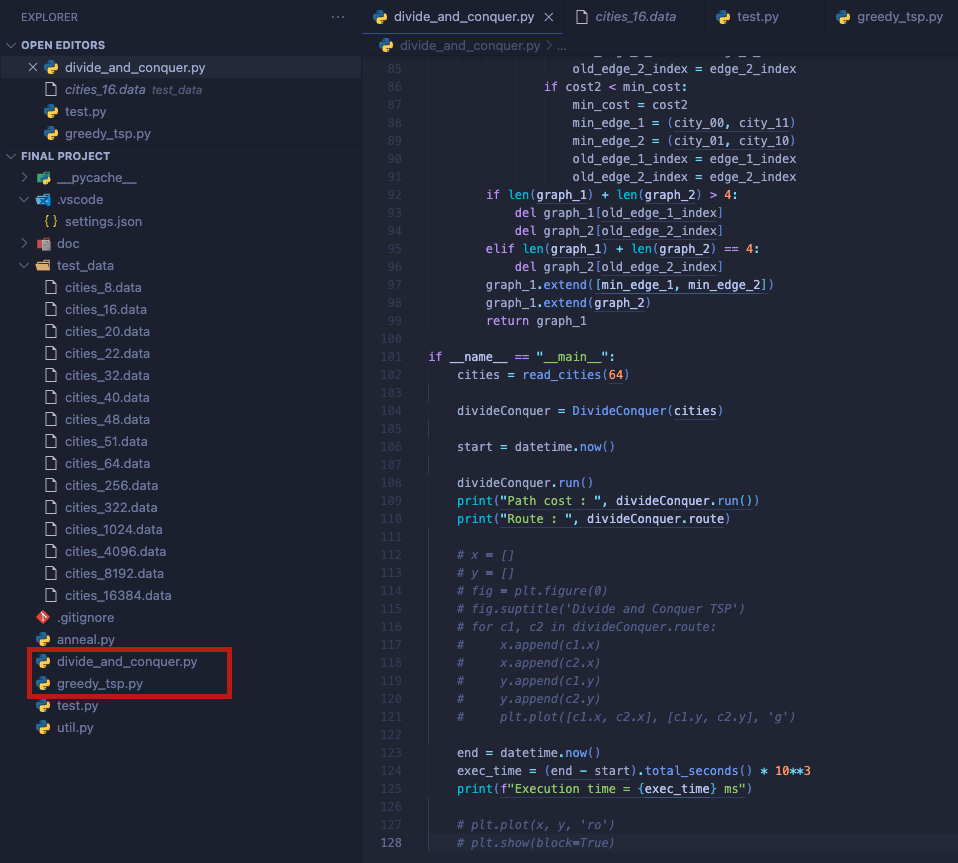 EXPLORER ...
OPEN EDITORS
divide_and_conquer.py
cities_16.data test_data
test.py
greedy_tsp.py
FINAL PROJECT
__pycache__
.vscode
{ } settings.json
doc
test_data
cities_8.data
cities_16.data
cities_20.data
cities_22.data
cities_32.data
cities_40.data
cities_48.data
cities_51.data
cities_64.data
cities_256.data
cities_322.data
cities_1024.data
cities_4096.data
cities_8192.data
cities_16384.data
.gitignore
anneal.py
divide_and_conquer.py
greedy_tsp.py
test.py
util.py
divide_and_conquer.py cities_16.data test.py greedy_tsp.py
divide_and_conquer.py > ...
85 old_edge_2_index = edge_2_index
86 if cost2 < min_cost:
87 min_cost = cost2
88 min_edge_1 = (city_00, city_11)
89 min_edge_2 = (city_01, city_10)
90 old_edge_1_index = edge_1_index
91 old_edge_2_index = edge_2_index
92 if len(graph_1) + len(graph_2) > 4:
93 del graph_1[old_edge_1_index]
94 del graph_2[old_edge_2_index]
95 elif len(graph_1) + len(graph_2) == 4:
96 del graph_2[old_edge_2_index]
97 graph_1.extend([min_edge_1, min_edge_2])
98 graph_1.extend(graph_2)
99 return graph_1
100
101 if __name__ == "__main__":
102 cities = read_cities(64)
103
104 divideConquer = DivideConquer(cities)
105
106 start = datetime.now()
107
108 divideConquer.run()
109 print("Path cost : ", divideConquer.run())
110 print("Route : ", divideConquer.route)
111
112 # x = []
113 # y = []
114 # fig = plt.figure(0)
115 # fig.suptitle('Divide and Conquer TSP')
116 # for c1, c2 in divideConquer.route:
117 # x.append(c1.x)
118 # x.append(c2.x)
119 # y.append(c1.y)
120 # y.append(c2.y)
121 # plt.plot([c1.x, c2.x], [c1.y, c2.y], 'g')
122
123 end = datetime.now()
124 exec_time = (end - start).total_seconds() * 10**3
125 print(f"Execution time = {exec_time} ms")
126
127 # plt.plot(x, y, 'ro')
128 # plt.show(block=True)